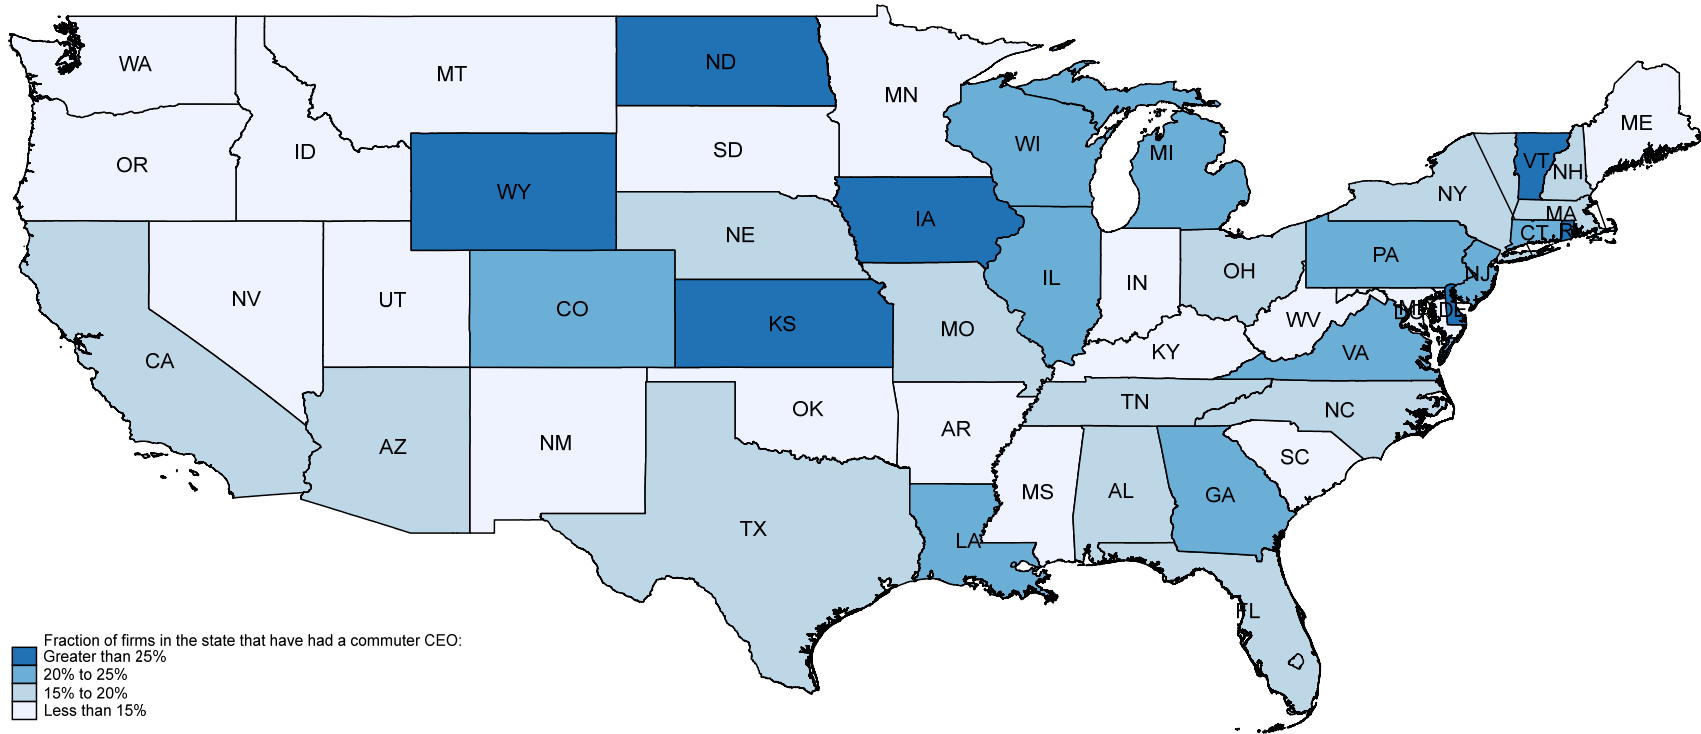 WA
MT
ND
MN
ME
OR
ID
SD
WI
MI
VT
NH
WY
NY
MA
IA
NE
CT
RI
PA
OH
IL
IN
NJ
NV
UT
CO
KS
MO
WV
MD
DC
DE
CA
KY
VA
OK
TN
NC
AZ
NM
AR
SC
MS
AL
GA
TX
LA
FL
Fraction of firms in the state that have had a commuter CEO:
Greater than 25%
20% to 25%
15% to 20%
Less than 15%